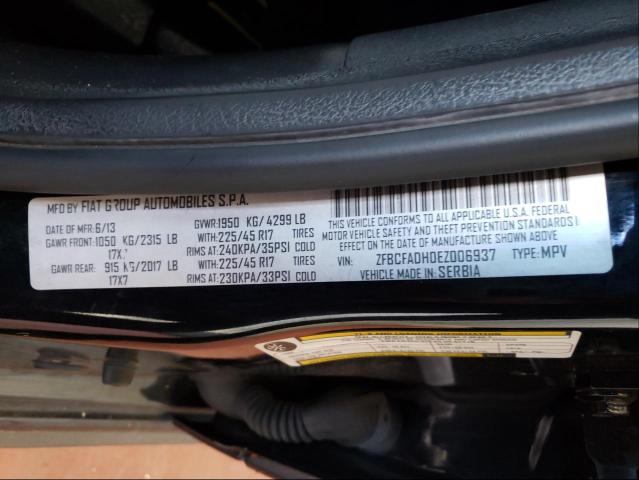 MFD BY FIAT GROUP AUTOMOBILES S.P.A.
DATE OF MFR:6/13 GVWR:1950 KG/ 4299 LB
GAWR FRONT:1050 KG/2315 LB WITH:225/45 R17 TIRES
17X7 RIMS AT:240KPA/35PSI COLD
GAWR REAR: 915 KG/2017 LB WITH:225/45 R17 TIRES
17X7 RIMS AT:230KPA/33PSI COLD
THIS VEHICLE CONFORMS TO ALL APPLICABLE U.S.A. FEDERAL
MOTOR VEHICLE SAFETY AND THEFT PREVENTION STANDARDS I
EFFECT ON THE DATE OF MFR SHOWN ABOVE.
VIN: ZFBCFADH0EZ006937 TYPE:MPV
VEHICLE MADE IN: SERBIA